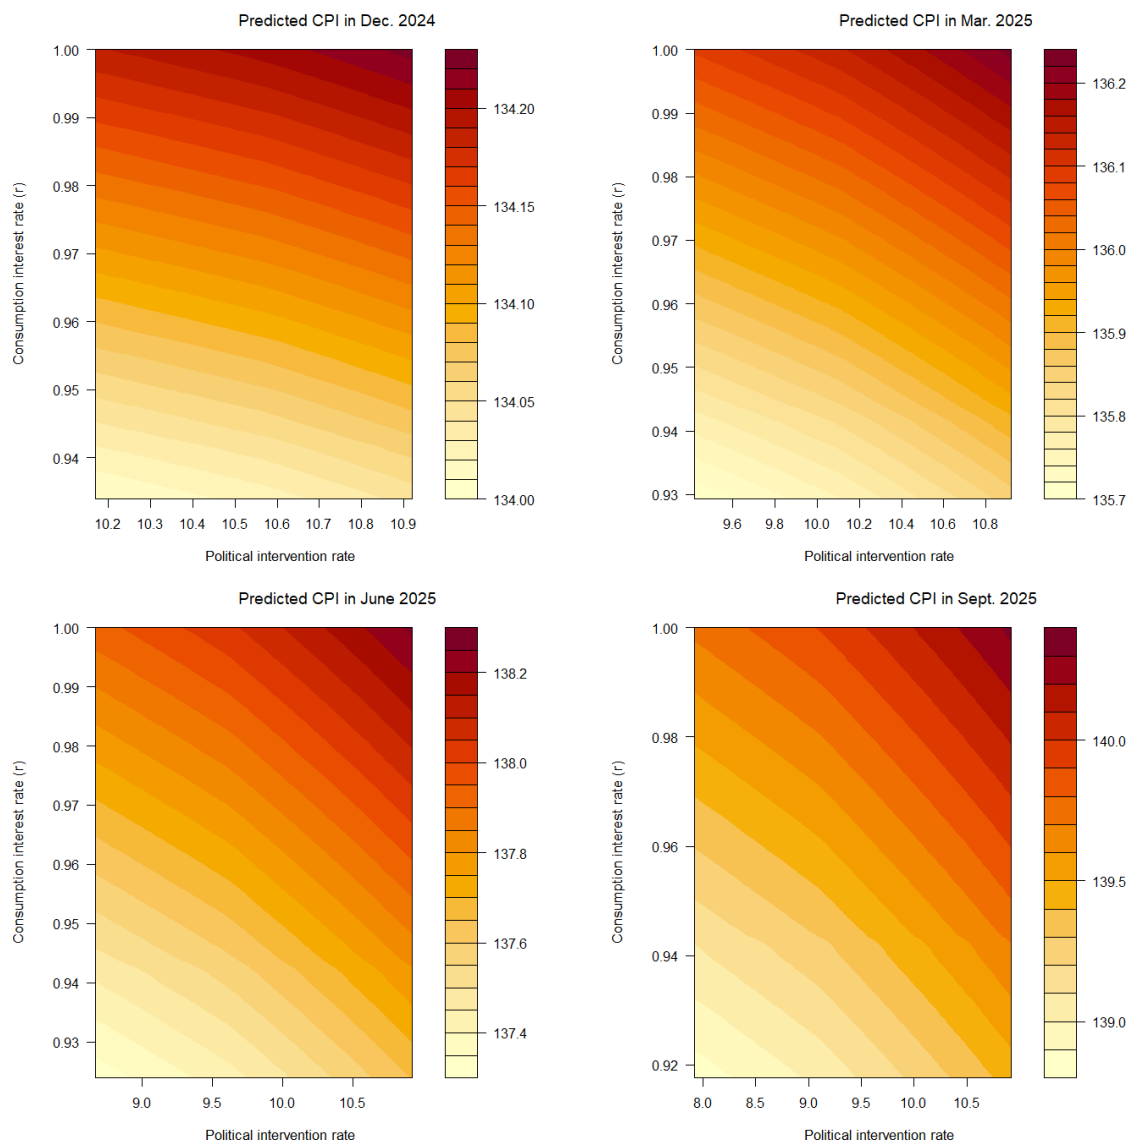 Predicted CPI in Dec. 2024
1.00
0.99
0.98
0.97
0.96
0.95
0.94
Consumption interest rate (r)
10.2 10.3 10.4 10.5 10.6 10.7 10.8 10.9
Political intervention rate
134.20
134.15
134.10
134.05
134.00
Predicted CPI in Mar. 2025
1.00
0.99
0.98
0.97
0.96
0.95
0.94
0.93
Consumption interest rate (r)
9.6 9.8 10.0 10.2 10.4 10.6 10.8
Political intervention rate
136.2
136.1
136.0
135.9
135.8
135.7
Predicted CPI in June 2025
1.00
0.99
0.98
0.97
0.96
0.95
0.94
0.93
Consumption interest rate (r)
9.0 9.5 10.0 10.5
Political intervention rate
138.2
138.0
137.8
137.6
137.4
Predicted CPI in Sept. 2025
1.00
0.98
0.96
0.94
0.92
Consumption interest rate (r)
8.0 8.5 9.0 9.5 10.0 10.5
Political intervention rate
140.0
139.5
139.0